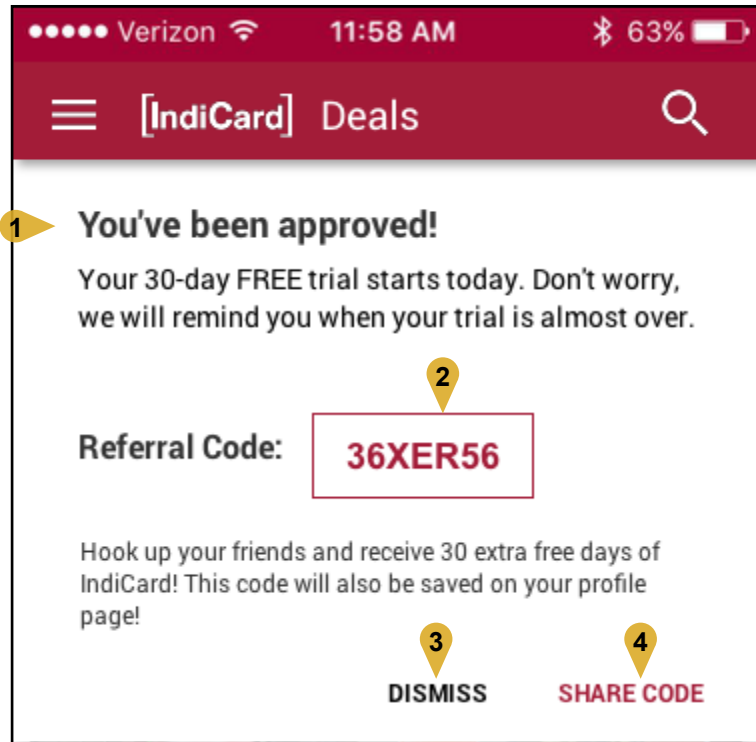 Verizon 11:58 AM 63%
[IndiCard] Deals
1 You've been approved!
Your 30-day FREE trial starts today. Don't worry,
we will remind you when your trial is almost over.
2
Referral Code: 36XER56
Hook up your friends and receive 30 extra free days of
IndiCard! This code will also be saved on your profile
page!
3 4
DISMISS SHARE CODE